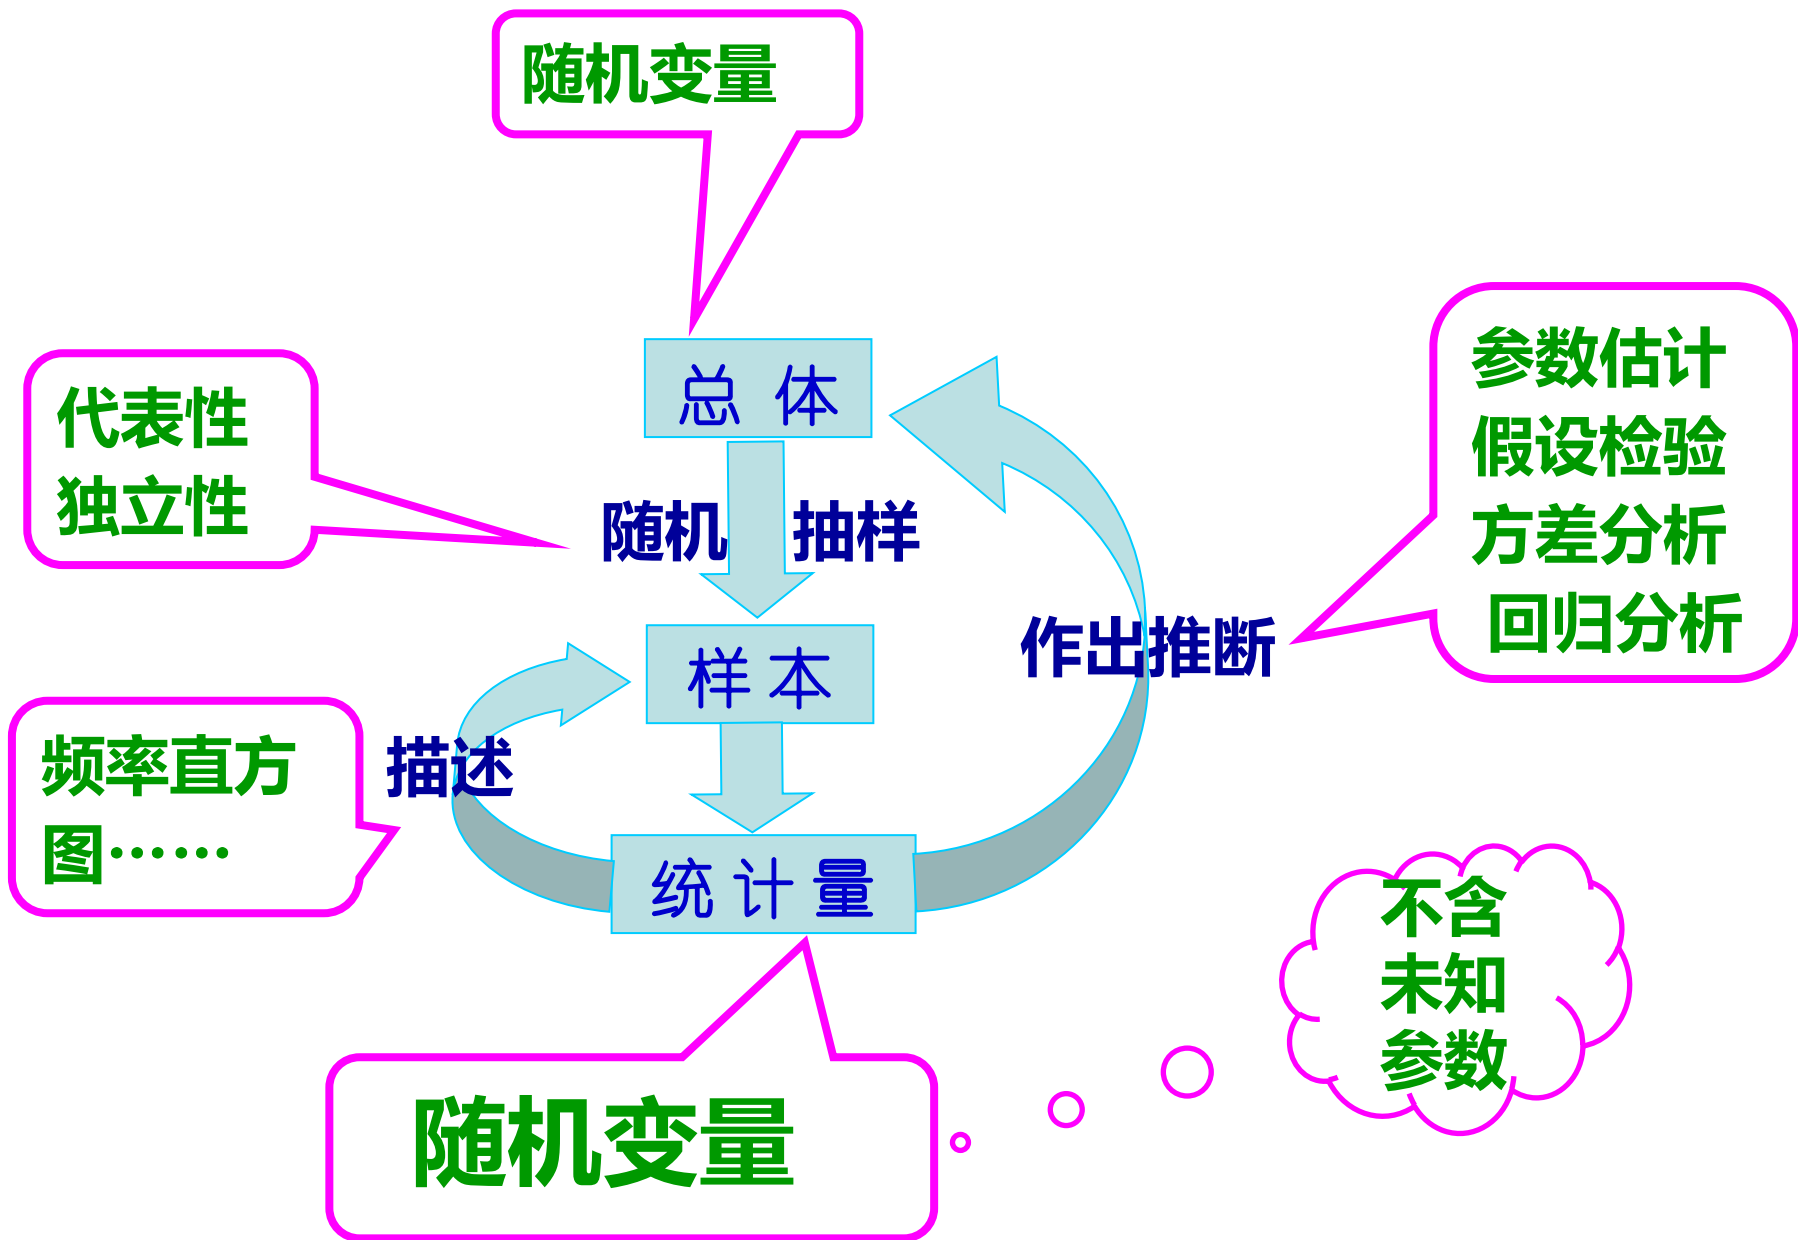 随机变量
总 体
参数估计
假设检验
方差分析
回归分析
代表性
独立性
随机 抽样
作出推断
样 本
频率直方
图……
描述
统 计 量
不含
未知
参数
随机变量